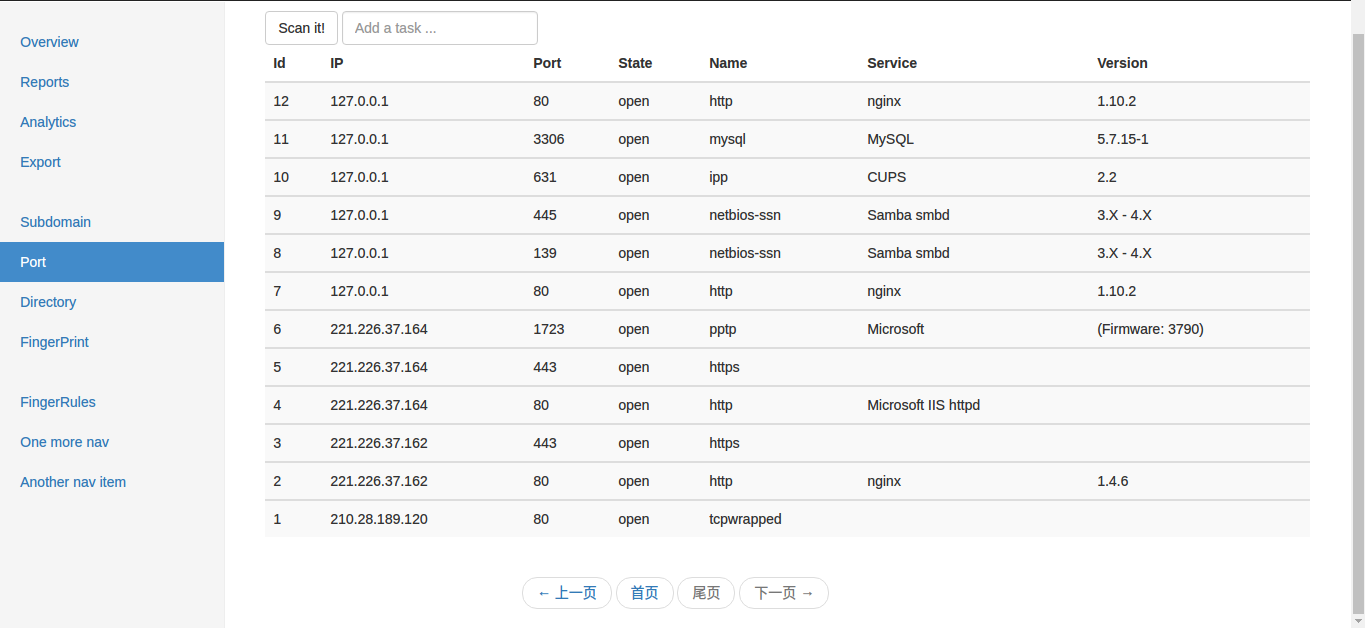 Overview
Reports
Analytics
Export
Subdomain
Port
Directory
FingerPrint
FingerRules
One more nav
Another nav item
Scan it! Add a task ...
Id IP Port State Name Service Version
12 127.0.0.1 80 open http nginx 1.10.2
11 127.0.0.1 3306 open mysql MySQL 5.7.15-1
10 127.0.0.1 631 open ipp CUPS 2.2
9 127.0.0.1 445 open netbios-ssn Samba smbd 3.X - 4.X
8 127.0.0.1 139 open netbios-ssn Samba smbd 3.X - 4.X
7 127.0.0.1 80 open http nginx 1.10.2
6 221.226.37.164 1723 open pptp Microsoft (Firmware: 3790)
5 221.226.37.164 443 open https
4 221.226.37.164 80 open http Microsoft IIS httpd
3 221.226.37.162 443 open https
2 221.226.37.162 80 open http nginx 1.4.6
1 210.28.189.120 80 open tcpwrapped
← 上一页 首页 尾页 下一页 →